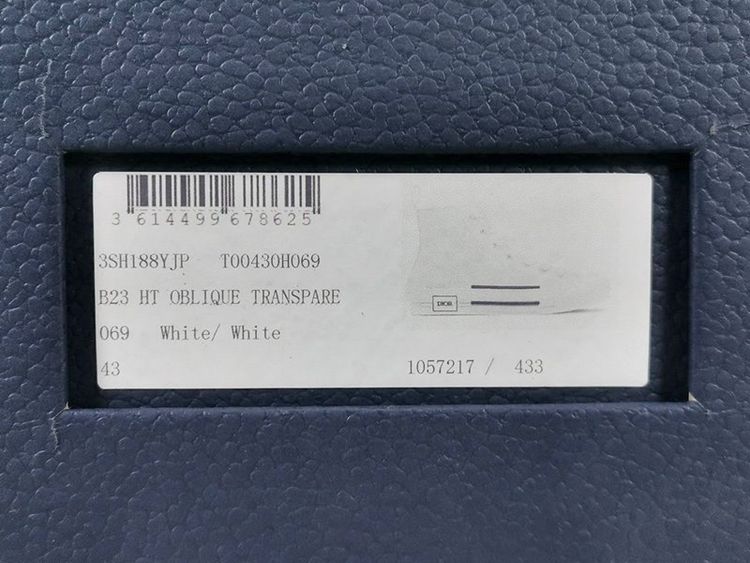 3 614499 678625
3SH188YJP T00430H069
B23 HT OBLIQUE TRANSPARE
069 White/ White
43
DIOR
1057217 / 433